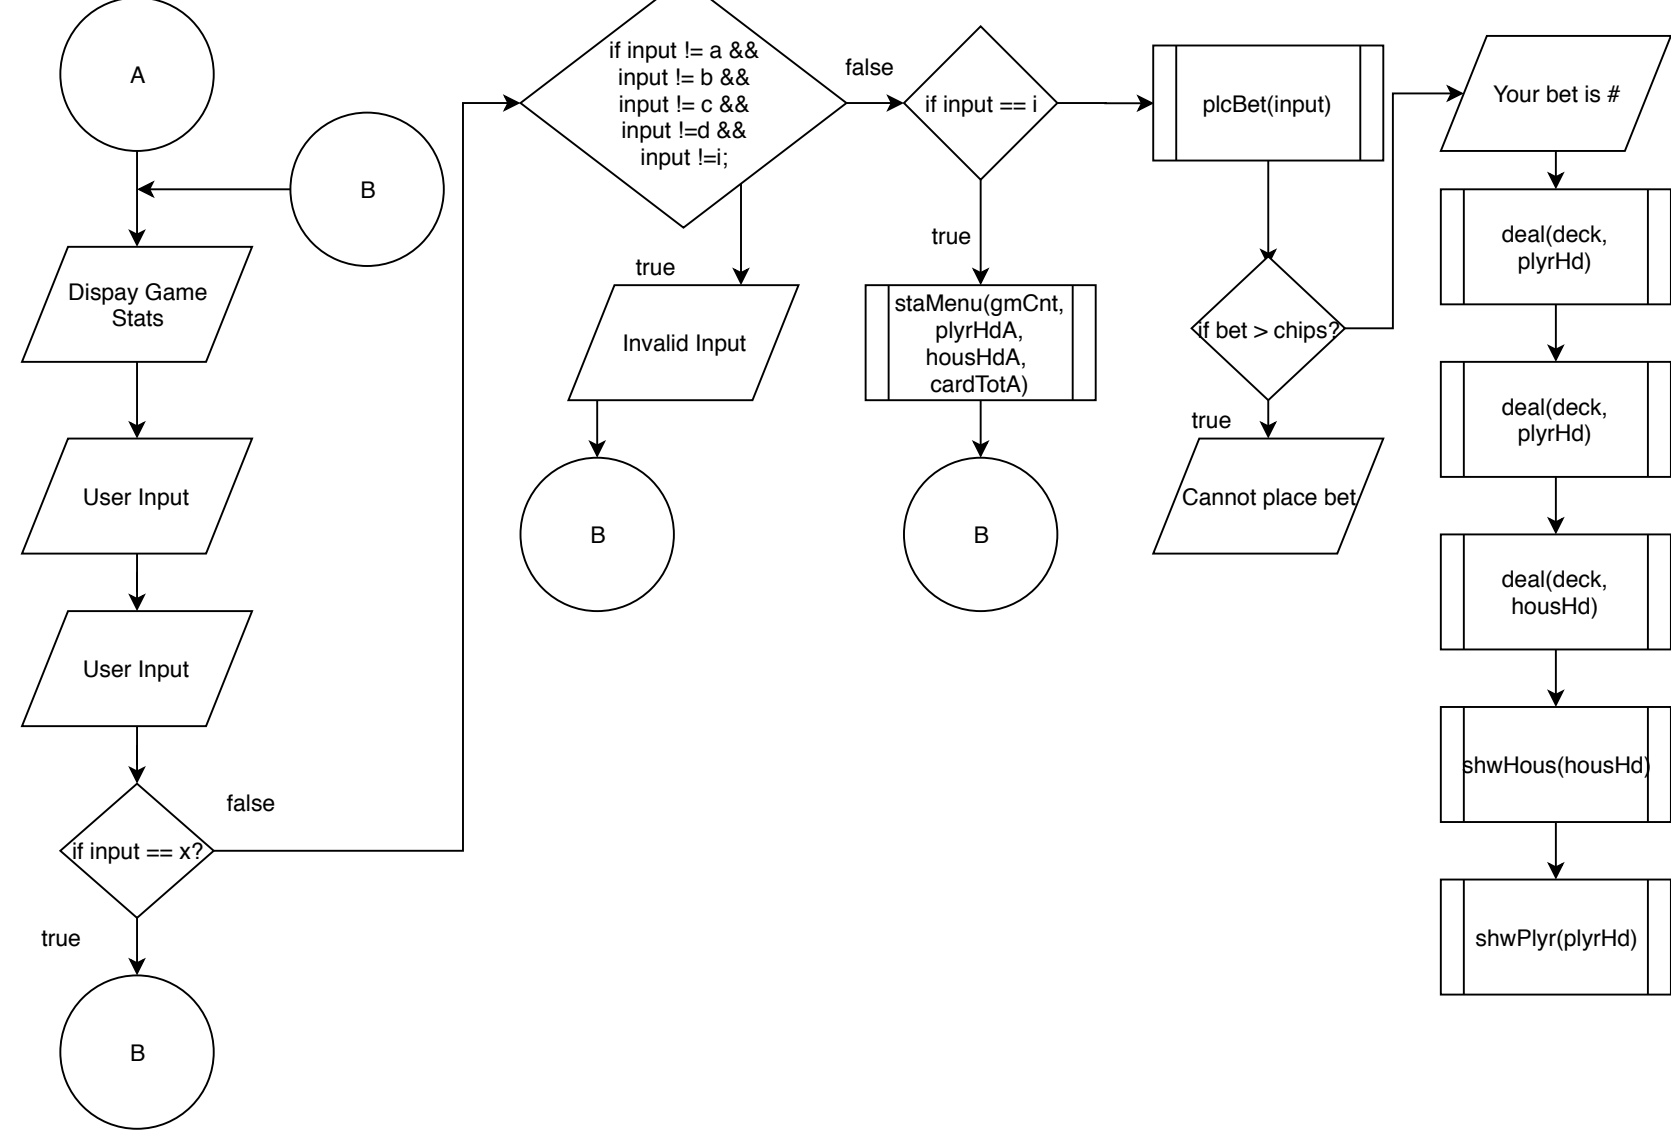 A
B
Dispay Game
Stats
User Input
User Input
if input == x?
false
true
B
if input != a &&
input != b &&
input != c &&
input !=d &&
input !=i;
false
true
Invalid Input
B
if input == i
true
staMenu(gmCnt,
plyrHdA,
housHdA,
cardTotA)
B
plcBet(input)
if bet > chips?
true
Cannot place bet
Your bet is #
deal(deck,
plyrHd)
deal(deck,
plyrHd)
deal(deck,
housHd)
shwHous(housHd)
shwPlyr(plyrHd)